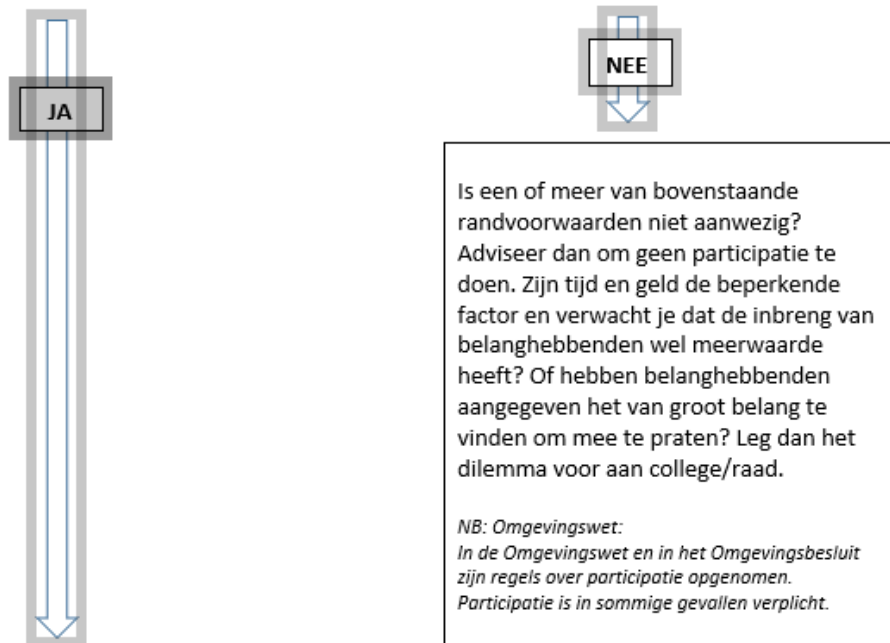 JA
NEE
Is een of meer van bovenstaande
randvoorwaarden niet aanwezig?
Adviseer dan om geen participatie te
doen. Zijn tijd en geld de beperkende
factor en verwacht je dat de inbreng van
belanghebbenden wel meerwaarde
heeft? Of hebben belanghebbenden
aangegeven het van groot belang te
vinden om mee te praten? Leg dan het
dilemma voor aan college/raad.
NB: Omgevingswet:
In de Omgevingswet en in het Omgevingsbesluit
zijn regels over participatie opgenomen.
Participatie is in sommige gevallen verplicht.